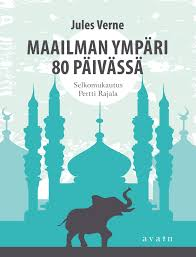 Jules Verne
MAAILMAN YMPÄRI
80 PÄIVÄSSÄ
Selkomukautus
Pertti Rajala
avain